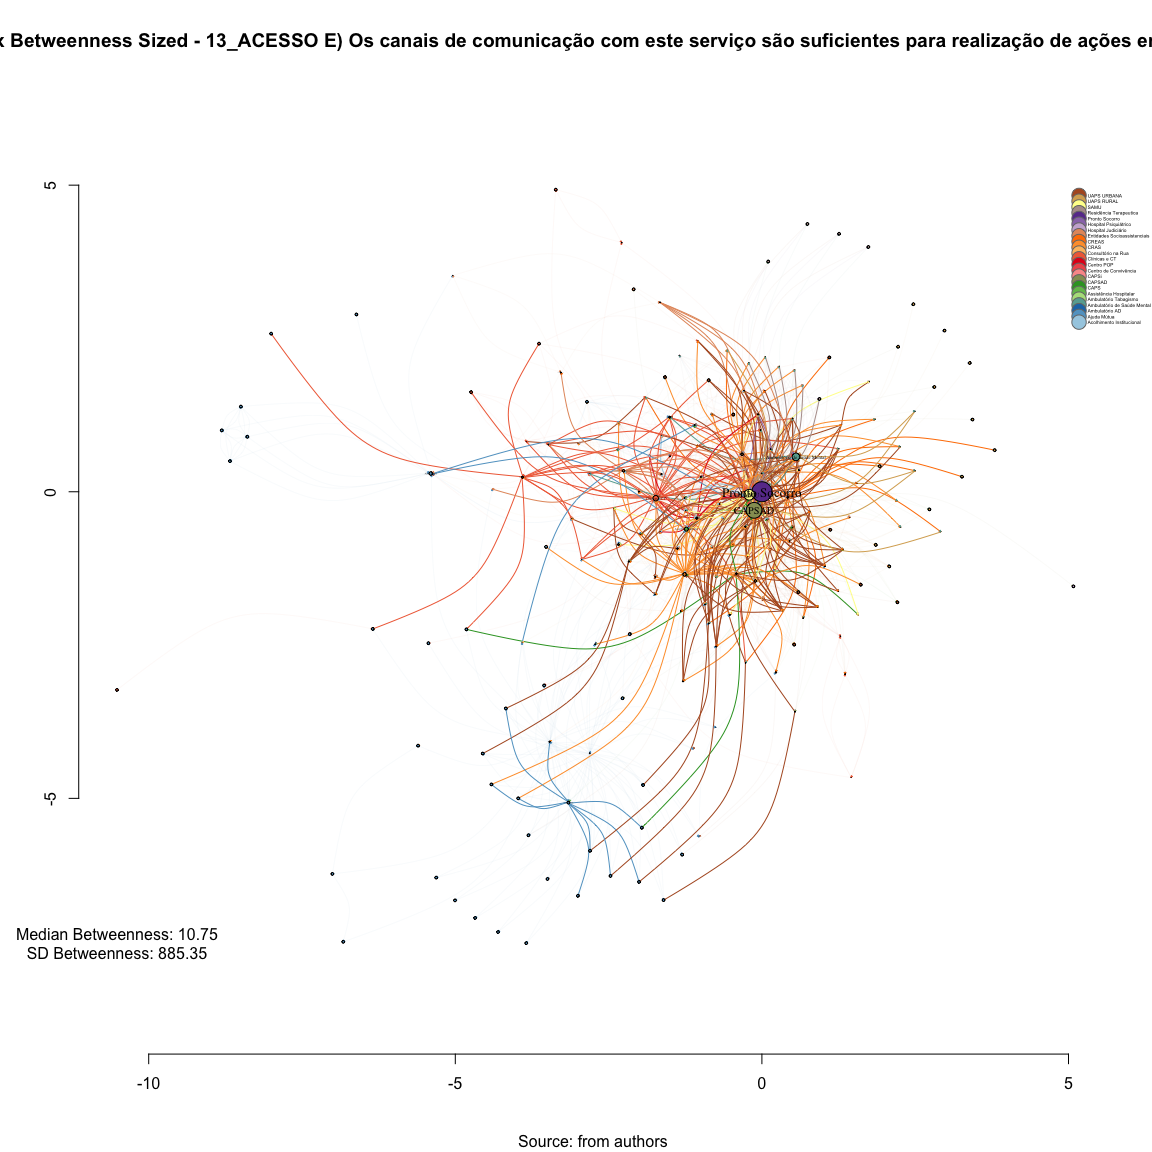 x Betweenness Sized - 13_ACESSO E) Os canais de comunicação com este serviço são suficientes para realização de ações e
5
0
-5
UAPS URBANA
UAPS RURAL
SAMU
Residência Terapeutica
Pronto Socorro
Hospital Psiquiátrico
Hospital Judiciário
Entidades Socioassistenciais
CREAS
CRAS
Consultório na Rua
Clínicas e CT
Centro POP
Centro de Convivência
CAPSi
CAPSAD
CAPS
Assistência Hospitalar
Ambulatório Tabagismo
Ambulatório de Saúde Mental
Ambulatório AD
Ajuda Mútua
Acolhimento Institucional
Pronto Socorro
CAPSAD
Median Betweenness: 10.75
SD Betweenness: 885.35
-10
-5
0
5
Source: from authors